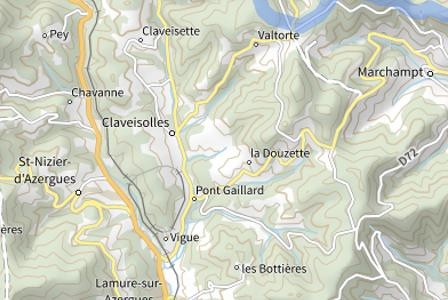 Pey
Claveisette
Valtorte
Marchampt
Chavanne
Claveisolles
la Douzette
D72
St-Nizier-
d'Azergues
Pont Gaillard
ères
Vigue
les Bottières
Lamure-sur-
Azergues